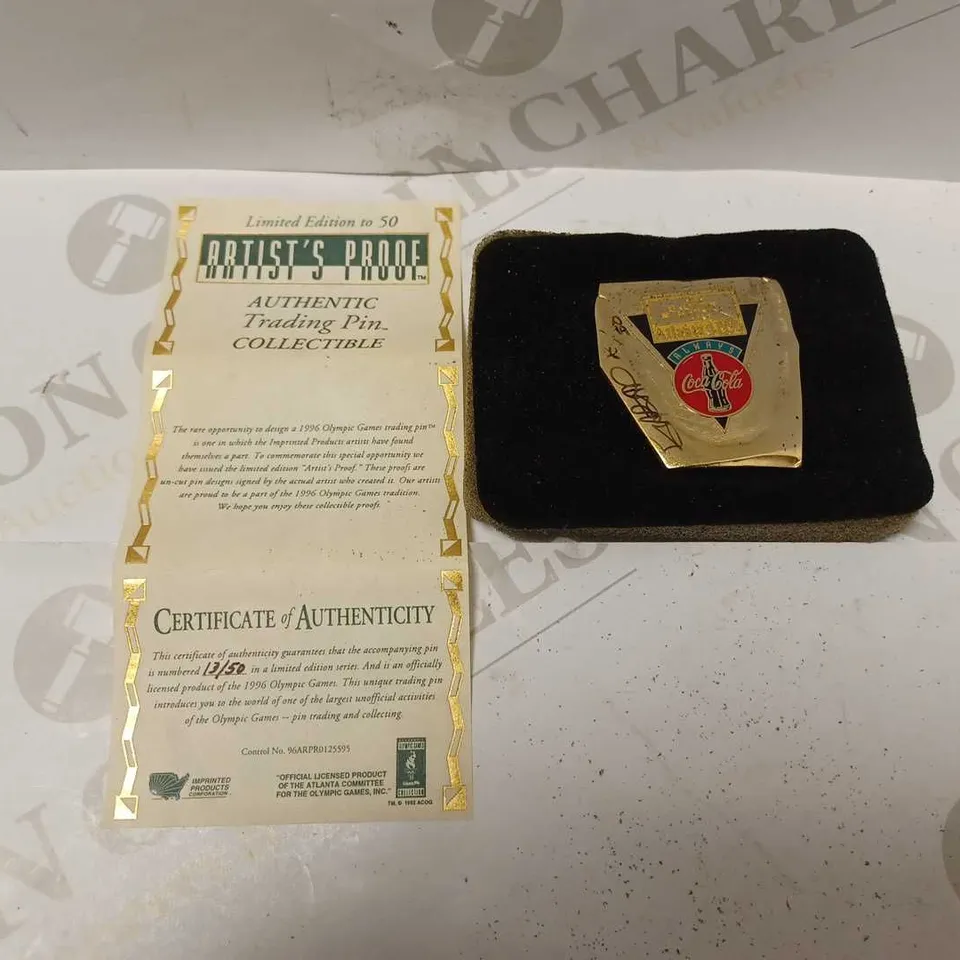 Limited Edition to 50
ARTIST'S PROOF™
AUTHENTIC
Trading Pin™
COLLECTIBLE
The rare opportunity to design a 1996 Olympic Games trading pin™
is one in which the Imprinted Products artists have found
themselves a part. To commemorate this special opportunity we
have issued the limited edition "Artist's Proof." These proofs are
un-cut pin designs signed by the actual artist who created it. Our artists
are proud to be a part of the 1996 Olympic Games tradition.
We hope you enjoy these collectible proofs.
CERTIFICATE of AUTHENTICITY
This certificate of authenticity guarantees that the accompanying pin
is numbered 13/50 in a limited edition series. And is an officially
licensed product of the 1996 Olympic Games. This unique trading pin
introduces you to the world of one of the largest unofficial activities
of the Olympic Games -- pin trading and collecting.
Control No. 96ARPR0125595
IMPRINTED
PRODUCTS
CORPORATION
"OFFICIAL LICENSED PRODUCT
OF THE ATLANTA COMMITTEE
FOR THE OLYMPIC GAMES, INC."
TM, © 1992 ACOG
ALWAYS
Coca-Cola